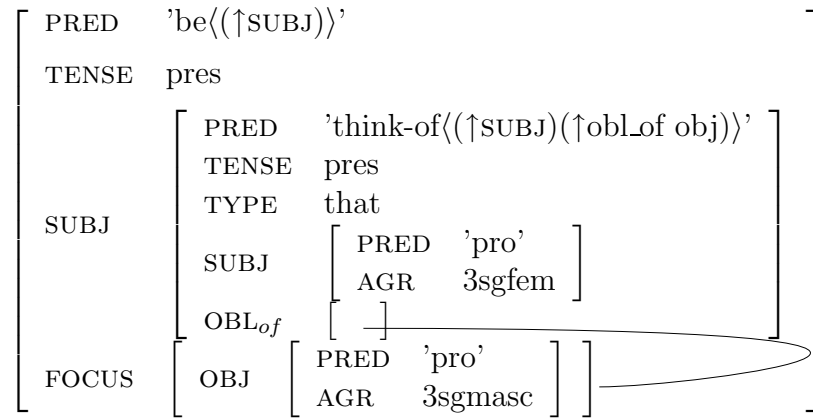 PRED 'be⟨(↑SUBJ)⟩'
TENSE pres
SUBJ
PRED 'think-of⟨(↑SUBJ)(↑obl_of obj)⟩'
TENSE pres
TYPE that
SUBJ
PRED 'pro'
AGR 3sgfem
OBL_of [ ]
FOCUS
OBJ
PRED 'pro'
AGR 3sgmasc